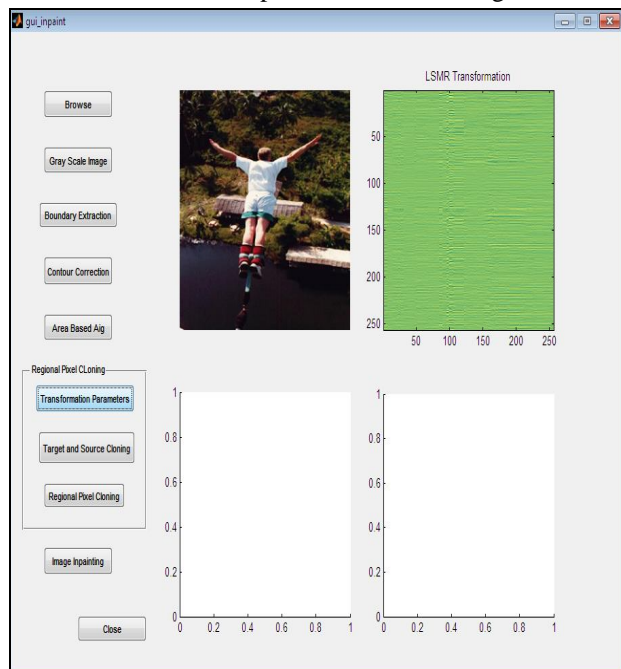 gui_inpaint
LSMR Transformation
Browse
Gray Scale Image
Boundary Extraction
Contour Correction
Area Based Alg
Regional Pixel CLoning
Transformation Parameters
Target and Source Cloning
Regional Pixel Cloning
Image Inpainting
Close
50
100
150
200
250
50 100 150 200 250
1
0.8
0.6
0.4
0.2
0
0 0.2 0.4 0.6 0.8 1
1
0.8
0.6
0.4
0.2
0
0 0.2 0.4 0.6 0.8 1